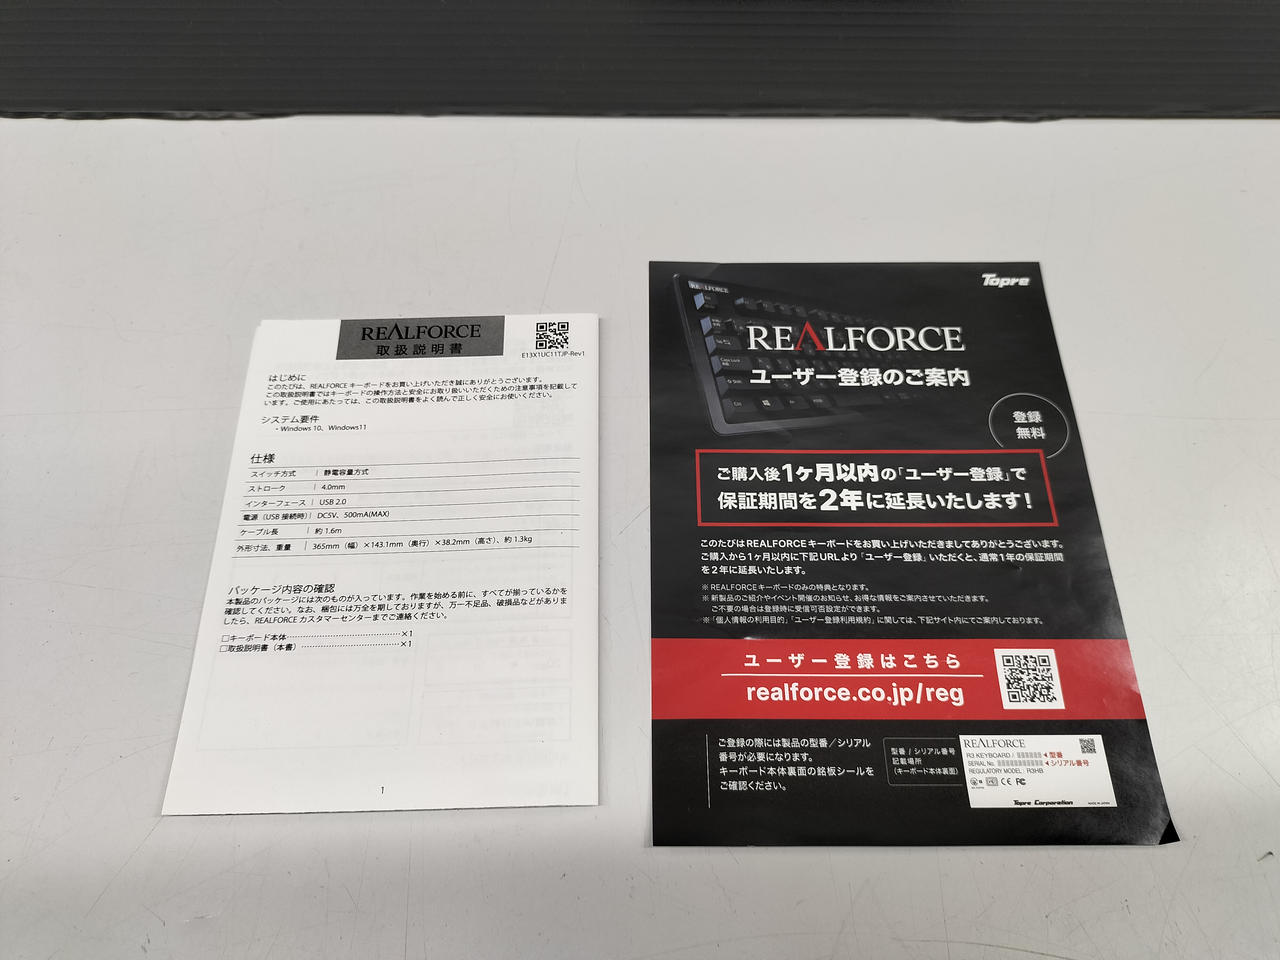 REALFORCE
取扱説明書
E13X1UC11TJP-Rev1
はじめに
このたびは、REALFORCE キーボードをお買い上げいただき誠にありがとうございます。
この取扱説明書ではキーボードの操作方法と安全にお取り扱いいただくための注意事項を記載して
います。ご使用にあたっては、この取扱説明書をよく読んで正しく安全にお使いください。
システム要件
- Windows 10、Windows11
仕様
スイッチ方式 静電容量方式
ストローク 4.0mm
インターフェース USB 2.0
電源（USB 接続時） DC5V、500mA(MAX)
ケーブル長 約 1.6m
外形寸法、重量 365mm（幅）×143.1mm（奥行）×38.2mm（高さ）、約 1.3kg
パッケージ内容の確認
本製品のパッケージには次のものが入っています。作業を始める前に、すべてが揃っているかを
確認してください。なお、梱包には万全を期しておりますが、万一不足品、破損品などがありま
したら、REALFORCE カスタマーセンターまでご連絡ください。
□キーボード本体‥‥‥‥‥‥‥‥‥‥×1
□取扱説明書（本書）‥‥‥‥‥‥‥‥‥×1
1
Topre
REALFORCE
REALFORCE
ユーザー登録のご案内
登録
無料
ご購入後1ヶ月以内の「ユーザー登録」で
保証期間を2年に延長いたします！
このたびはREALFORCEキーボードをお買い上げいただきましてありがとうございます。
ご購入から1ヶ月以内に下記URLより「ユーザー登録」いただくと、通常1年の保証期間
を2年に延長いたします。
※ REALFORCEキーボードのみの特典となります。
※ 新製品のご紹介やイベント開催のお知らせ、お得な情報をご案内させていただきます。
ご不要の場合は登録時に受信可否設定ができます。
※「個人情報の利用目的」「ユーザー登録利用規約」に関しては、下記サイト内にてご案内しております。
ユーザー登録はこちら
realforce.co.jp/reg
ご登録の際には製品の型番／シリアル
番号が必要になります。
キーボード本体裏面の銘板シールを
ご確認ください。
型番 / シリアル番号
記載場所
（キーボード本体裏面）
REALFORCE
R3 KEYBOARD / ◀ 型番
SERIAL No. ◀ シリアル番号
REGULATORY MODEL : R3HB
Topre Corporation
MADE IN JAPAN